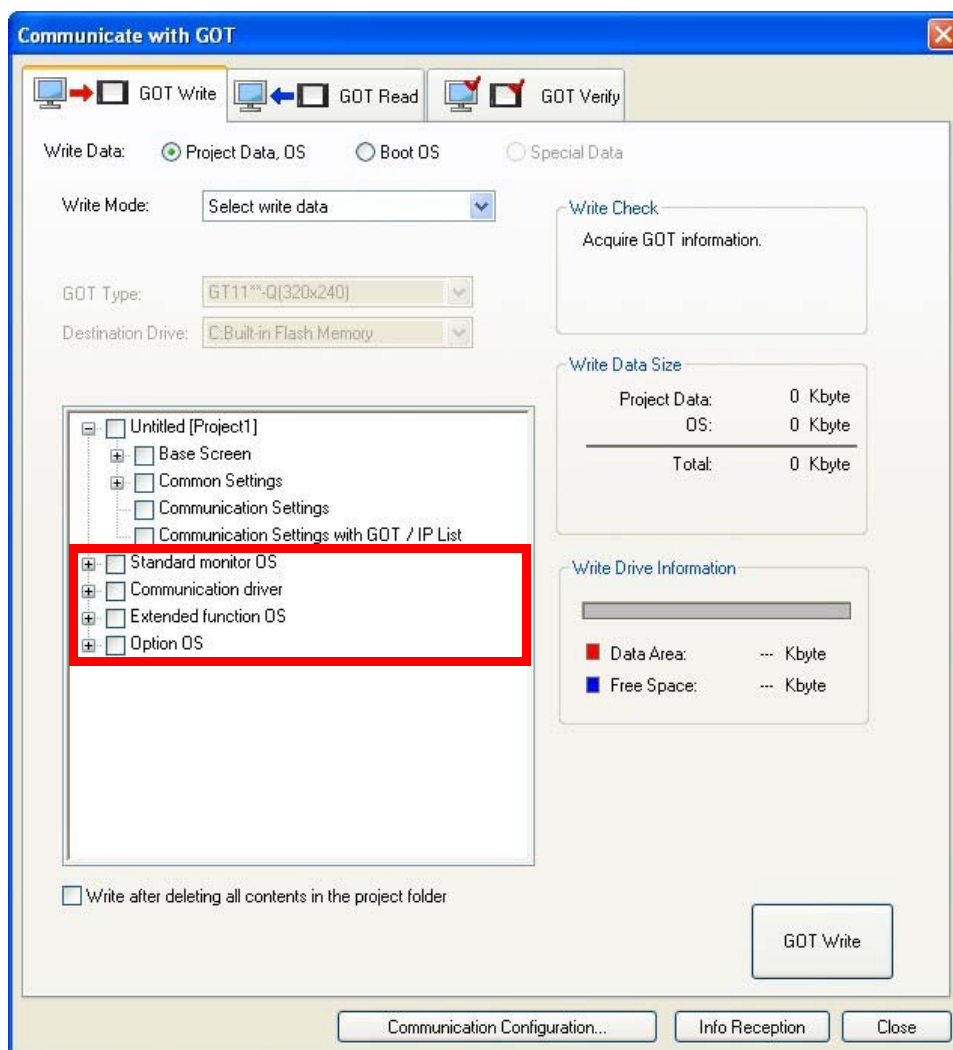 Communicate with GOT
GOT Write
GOT Read
GOT Verify
Write Data:
Project Data, OS
Boot OS
Special Data
Write Mode:
Select write data
GOT Type:
GT11**-Q(320x240)
Destination Drive:
C:Built-in Flash Memory
Untitled [Project1]
Base Screen
Common Settings
Communication Settings
Communication Settings with GOT / IP List
Standard monitor OS
Communication driver
Extended function OS
Option OS
Write after deleting all contents in the project folder
Write Check
Acquire GOT information.
Write Data Size
Project Data: 0 Kbyte
OS: 0 Kbyte
Total: 0 Kbyte
Write Drive Information
Data Area: --- Kbyte
Free Space: --- Kbyte
GOT Write
Communication Configuration...
Info Reception
Close